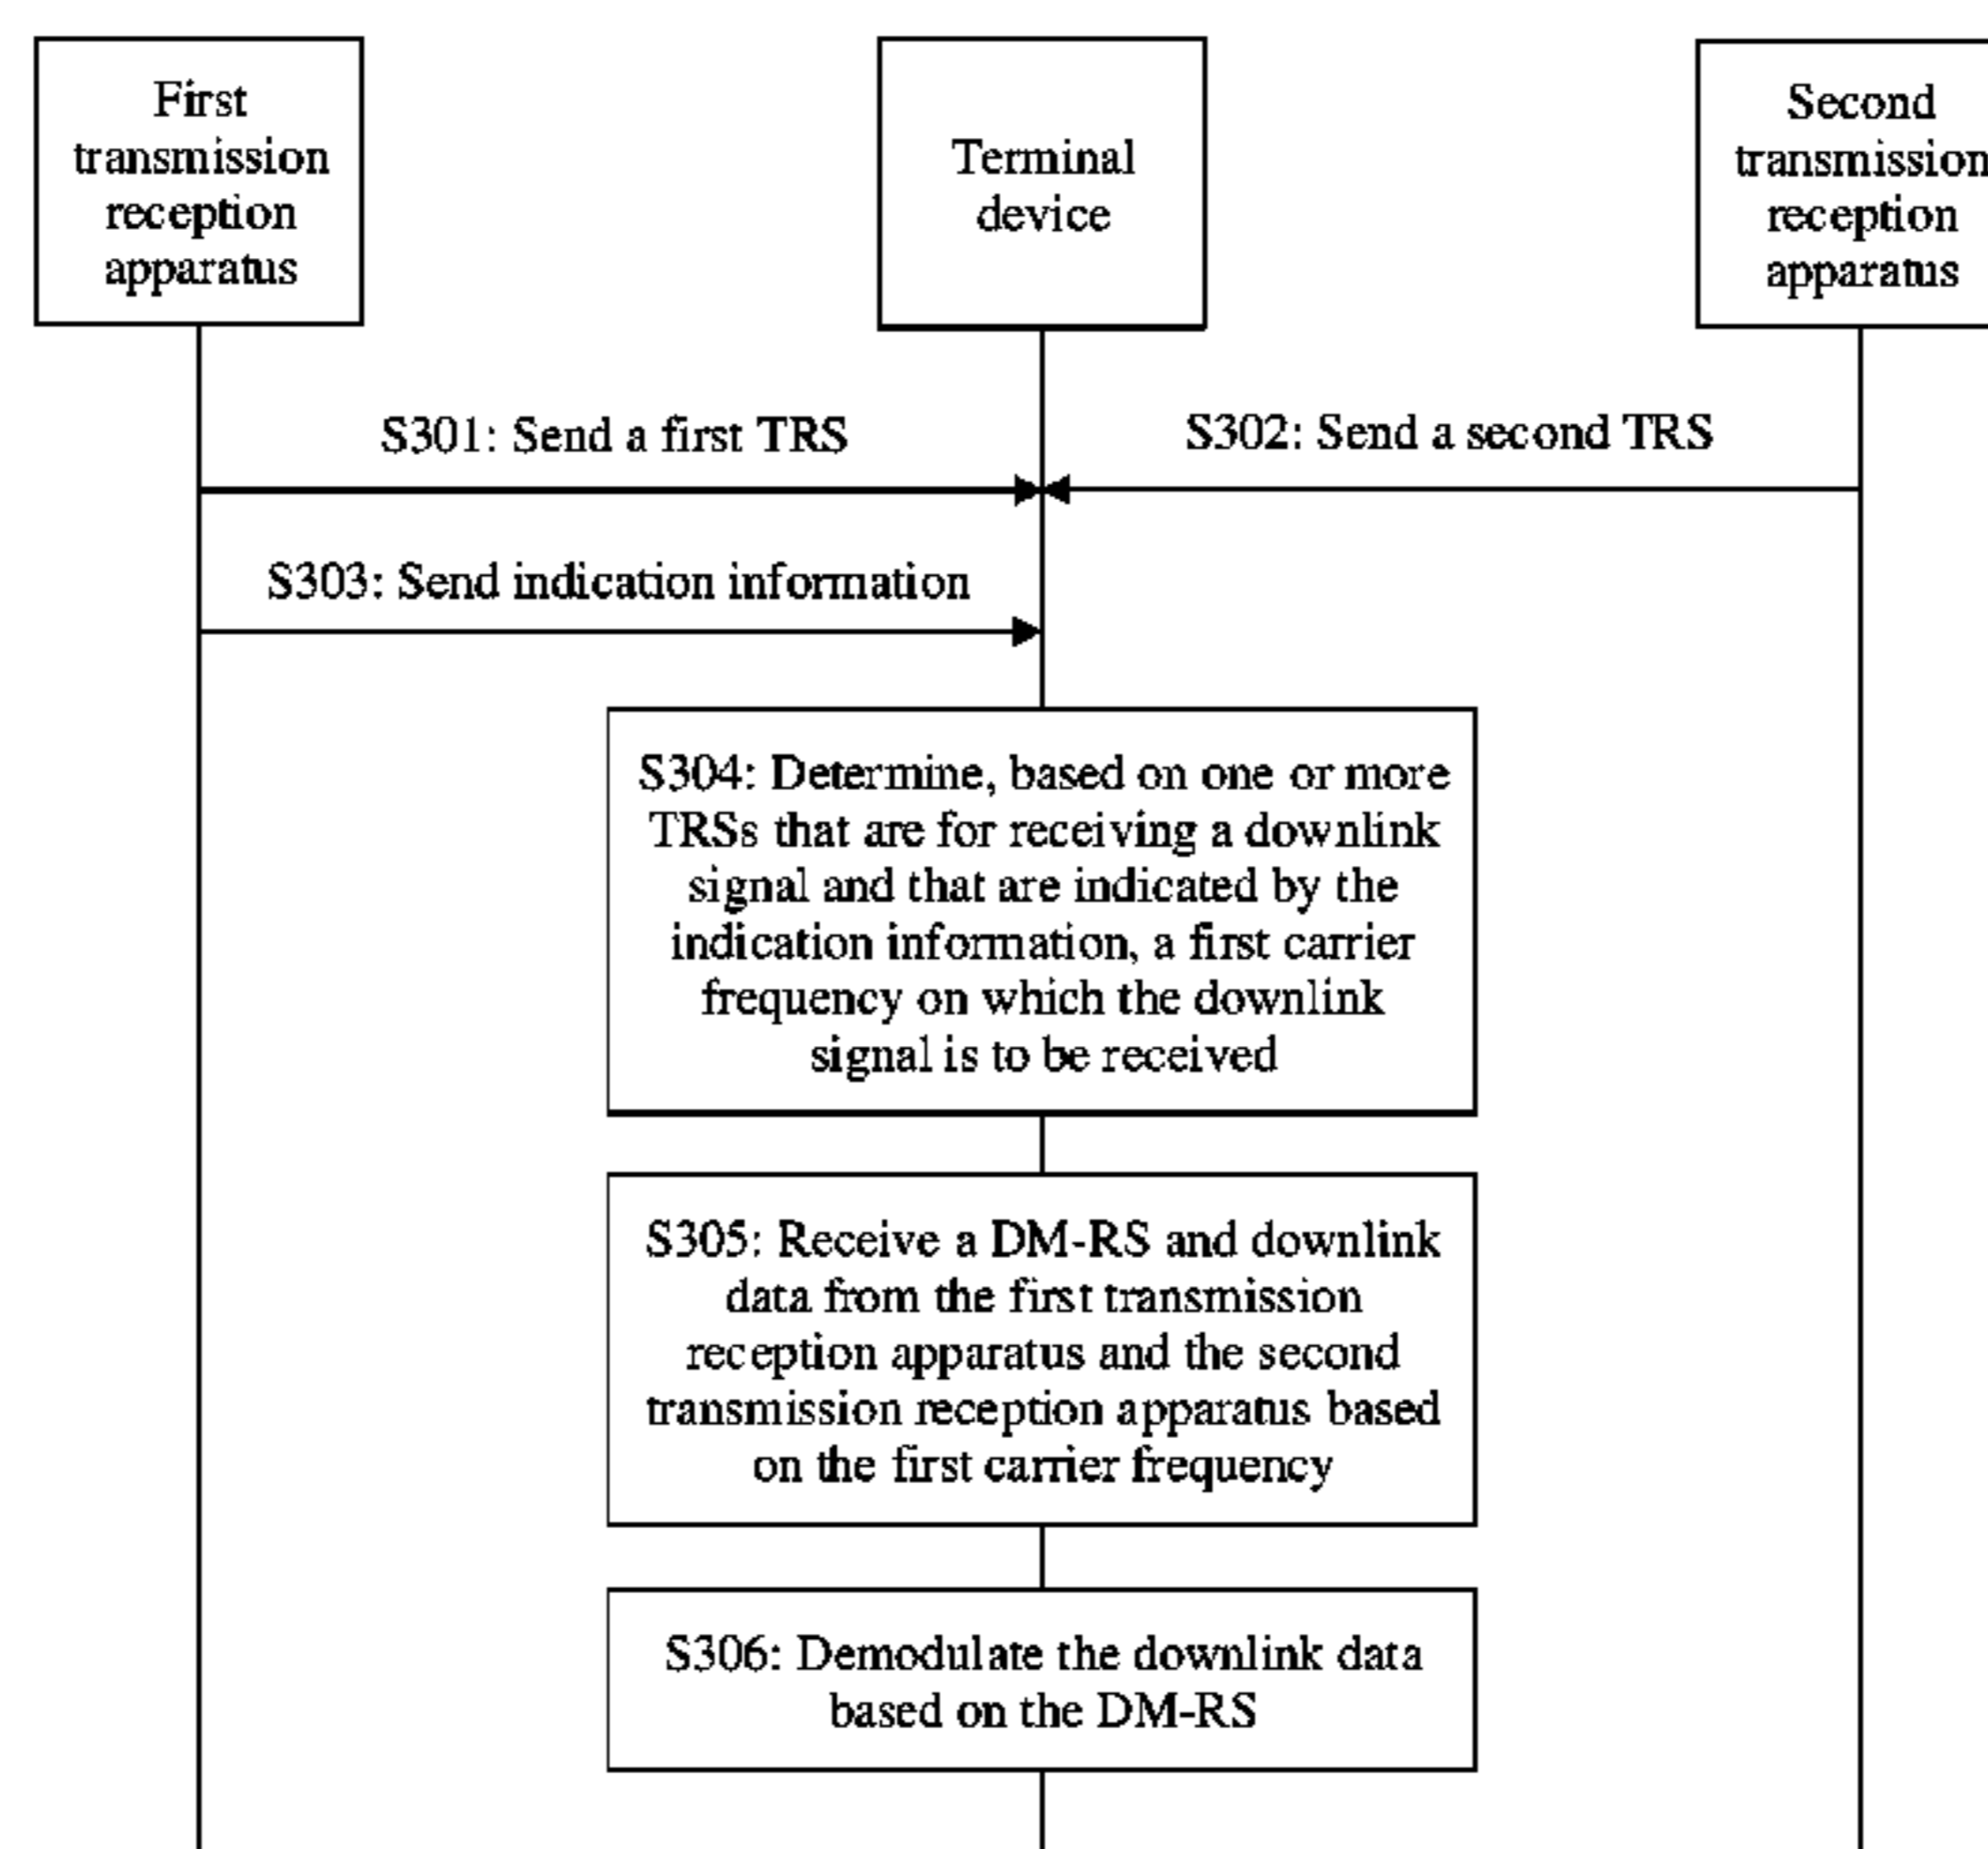 First
transmission
reception
apparatus
Terminal
device
Second
transmission
reception
apparatus
S301: Send a first TRS
S302: Send a second TRS
S303: Send indication information
S304: Determine, based on one or more
TRSs that are for receiving a downlink
signal and that are indicated by the
indication information, a first carrier
frequency on which the downlink
signal is to be received
S305: Receive a DM-RS and downlink
data from the first transmission
reception apparatus and the second
transmission reception apparatus based
on the first carrier frequency
S306: Demodulate the downlink data
based on the DM-RS